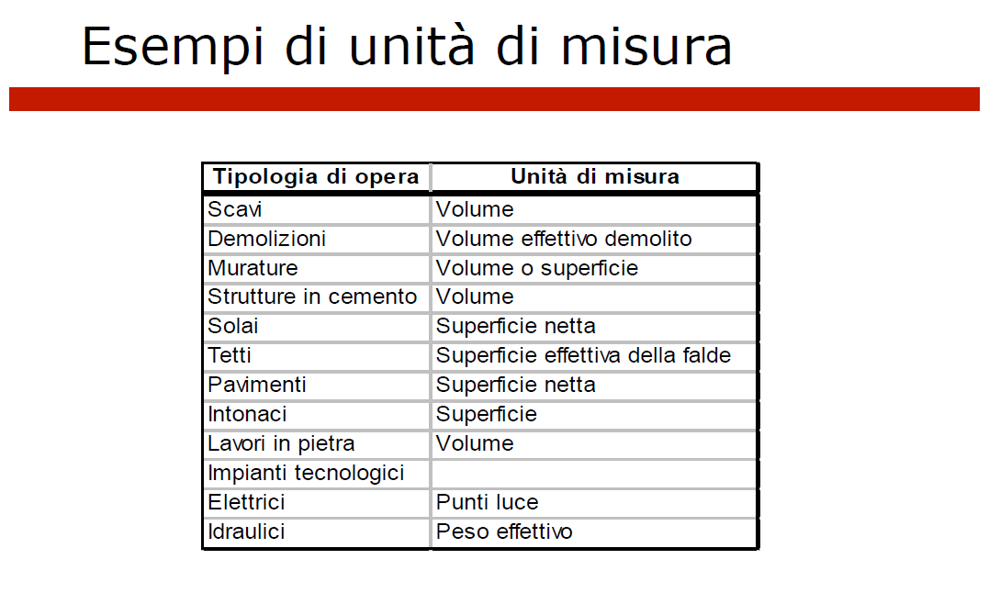 Esempi di unità di misura
Tipologia di opera Unità di misura
Scavi Volume
Demolizioni Volume effettivo demolito
Murature Volume o superficie
Strutture in cemento Volume
Solai Superficie netta
Tetti Superficie effettiva della falde
Pavimenti Superficie netta
Intonaci Superficie
Lavori in pietra Volume
Impianti tecnologici
Elettrici Punti luce
Idraulici Peso effettivo